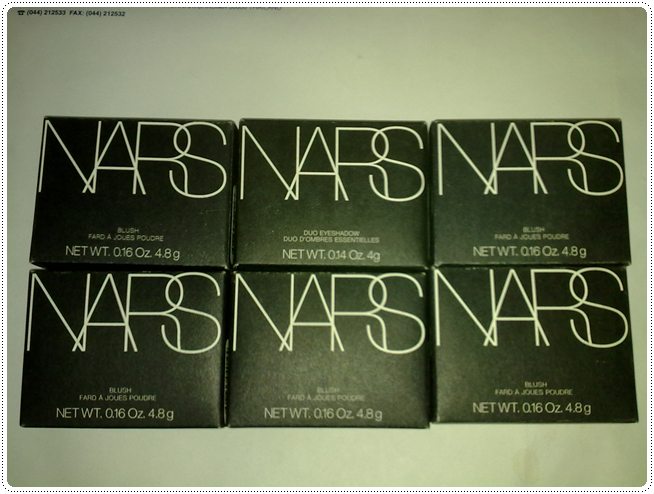 ☎ (044) 212533 FAX: (044) 212532
NARS
BLUSH
FARD À JOUES POUDRE
NET WT. 0.16 Oz. 4.8 g
NARS
DUO EYESHADOW
DUO D'OMBRES ESSENTIELLES
NET WT. 0.14 Oz. 4g
NARS
BLUSH
FARD À JOUES POUDRE
NET WT. 0.16 Oz. 4.8 g
NARS
BLUSH
FARD À JOUES POUDRE
NET WT. 0.16 Oz. 4.8 g
NARS
BLUSH
FARD À JOUES POUDRE
NET WT. 0.16 Oz. 4.8 g
NARS
BLUSH
FARD À JOUES POUDRE
NET WT. 0.16 Oz. 4.8 g